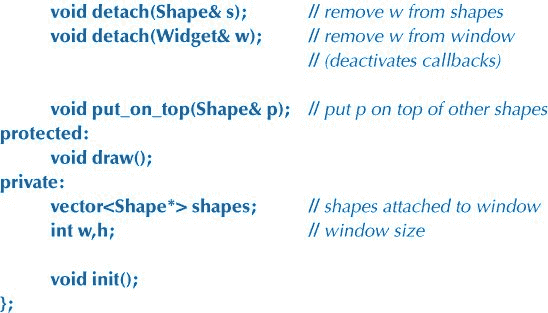 void detach(Shape& s); // remove w from shapes
void detach(Widget& w); // remove w from window
// (deactivates callbacks)
void put_on_top(Shape& p); // put p on top of other shapes
protected:
void draw();
private:
vector<Shape*> shapes; // shapes attached to window
int w,h; // window size
void init();
};